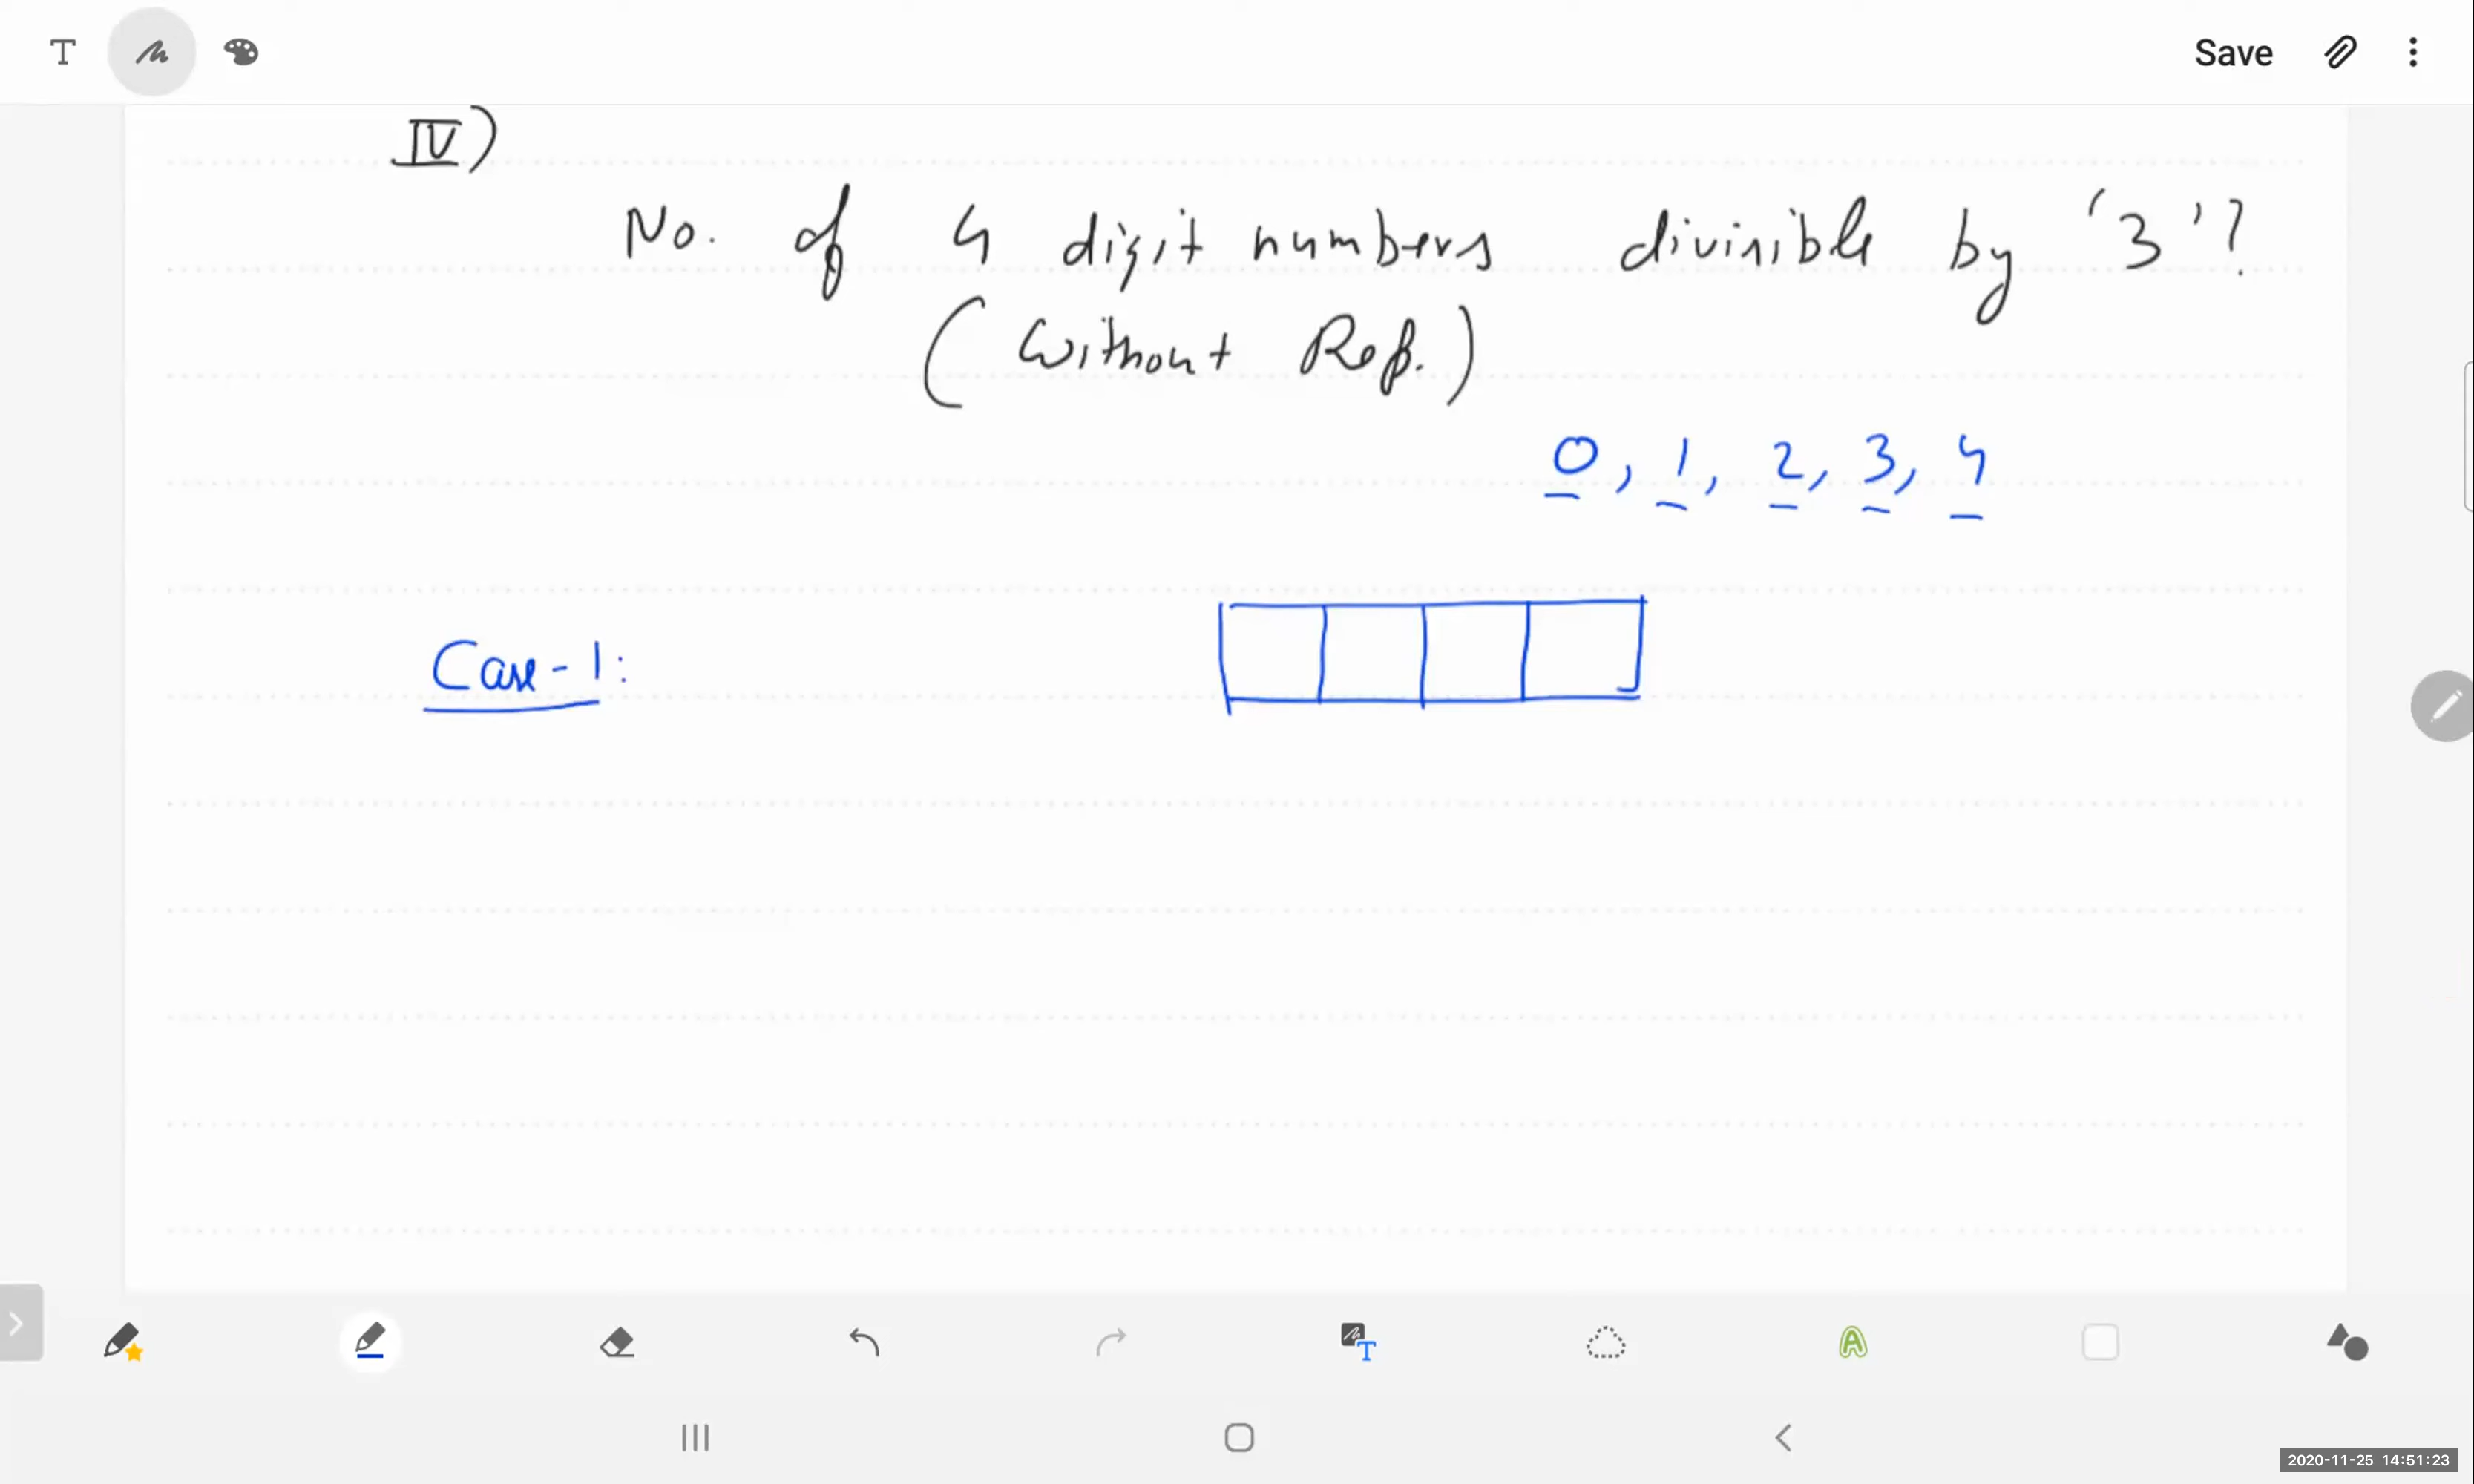 T
Save
IV)
No. of 4 digit numbers divisible by '3'?
(Without Rep.)
0, 1, 2, 3, 4
Case-1:
T
A
2020-11-25 14:51:23